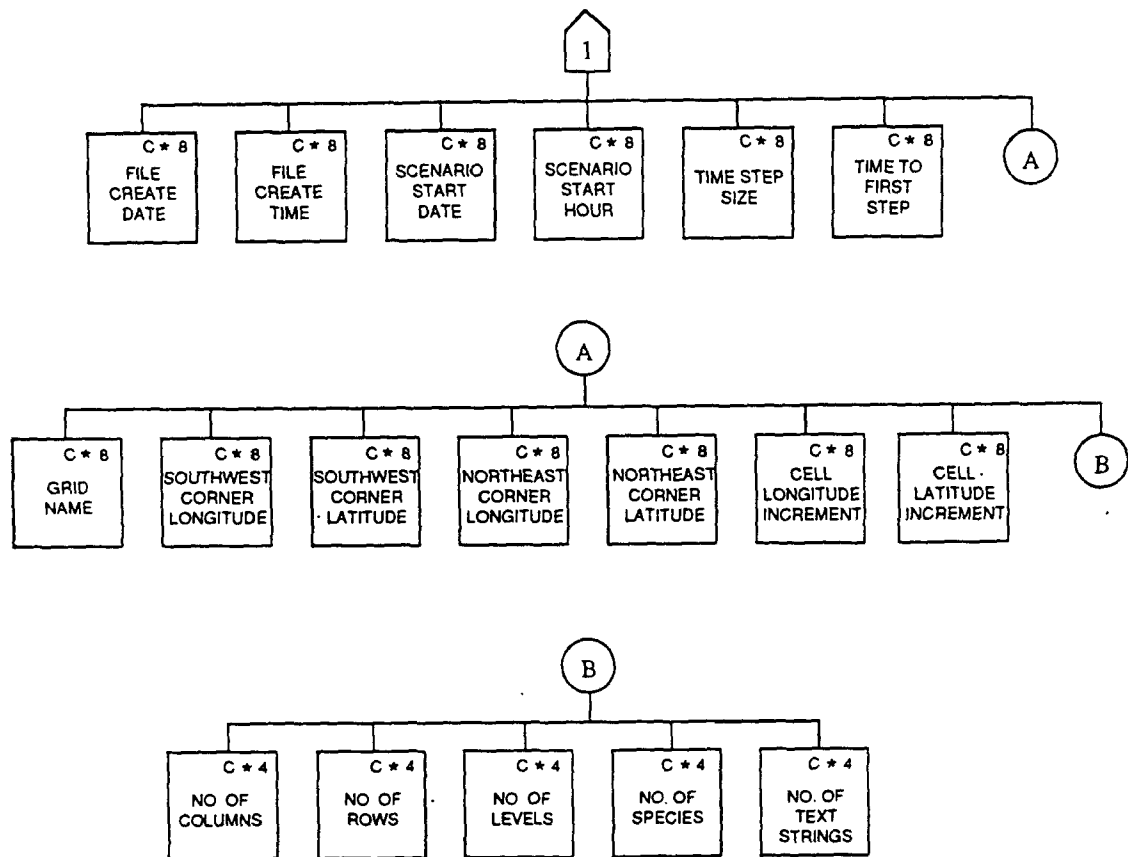 1
C * 8
FILE
CREATE
DATE
C * 8
FILE
CREATE
TIME
C * 8
SCENARIO
START
DATE
C * 8
SCENARIO
START
HOUR
C * 8
TIME STEP
SIZE
C * 8
TIME TO
FIRST
STEP
A
A
C * 8
GRID
NAME
C * 8
SOUTHWEST
CORNER
LONGITUDE
C * 8
SOUTHWEST
CORNER
LATITUDE
C * 8
NORTHEAST
CORNER
LONGITUDE
C * 8
NORTHEAST
CORNER
LATITUDE
C * 8
CELL
LONGITUDE
INCREMENT
C * 8
CELL
LATITUDE
INCREMENT
B
B
C * 4
NO OF
COLUMNS
C * 4
NO OF
ROWS
C * 4
NO OF
LEVELS
C * 4
NO. OF
SPECIES
C * 4
NO. OF
TEXT
STRINGS